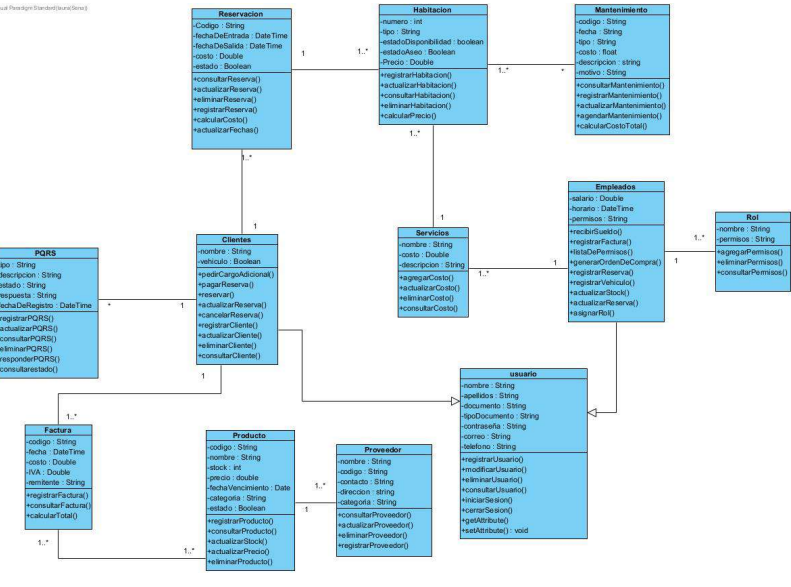 Reservacion
-Codigo : String
-fechaDeEntrada : DateTime
-fechaDeSalida : DateTime
-costo : Double
-estado : Boolean
+consultarReserva()
+actualizarReserva()
+eliminarReserva()
+registrarReserva()
+calcularCosto()
+actualizarFechas()
1
1..*
Habitacion
-numero : int
-tipo : String
-estadoDisponibilidad : boolean
-estadoAseo : Boolean
-Precio : Double
+registrarHabitacion()
+actualizarHabitacion()
+consultarHabitacion()
+eliminarHabitacion()
+calcularPrecio()
1..*
*
Mantenimiento
-codigo : String
-fecha : String
-tipo : String
-costo : float
-descripcion : string
-motivo : String
+consultarMantenimiento()
+registrarMantenimiento()
+actualizarMantenimiento()
+agendarMantenimiento()
+calcularCostoTotal()
1..*
1..*
1
1
PQRS
tipo : String
descripcion : String
estado : String
respuesta : String
fechaDeRegistro : DateTime
registrarPQRS()
actualizarPQRS()
consultarPQRS()
eliminarPQRS()
responderPQRS()
consultarestado()
*
1
Clientes
-nombre : String
-vehiculo : Boolean
+pedirCargoAdicional()
+pagarReserva()
+reservar()
+actualizarReserva()
+cancelarReserva()
+registrarCliente()
+actualizarCliente()
+eliminarCliente()
+consultarCliente()
1
Servicios
-nombre : String
-costo : Double
-descripcion : String
+agregarCosto()
+actualizarCosto()
+eliminarCosto()
+consultarCosto()
1..*
1
Empleados
-salario : Double
-horario : DateTime
-permisos : String
+recibirSueldo()
+registrarFactura()
+listaDePermisos()
+generarOrdenDeCompra()
+registrarReserva()
+registrarVehiculo()
+actualizarStock()
+actualizarReserva()
+asignarRol()
1..*
1
Rol
-nombre : String
-permisos : String
+agregarPermisos()
+eliminarPermisos()
+consultarPermisos()
usuario
-nombre : String
-apellidos : String
-documento : String
-tipoDocumento : String
-contraseña : String
-correo : String
-telefono : String
+registrarUsuario()
+modificarUsuario()
+eliminarUsuario()
+consultarUsuario()
+iniciarSesion()
+cerrarSesion()
+getAttribute()
+setAttribute() : void
1..*
Factura
-codigo : String
-fecha : DateTime
-costo : Double
-IVA : Double
-remitente : String
+registrarFactura()
+consultarFactura()
+calcularTotal()
1..*
1..*
Producto
-codigo : String
-nombre : String
-stock : int
-precio : double
-fechaVencimiento : Date
-categoria : String
-estado : Boolean
+registrarProducto()
+consultarProducto()
+actualizarStock()
+actualizarPrecio()
+eliminarProducto()
1..*
1
Proveedor
-nombre : String
-codigo : String
-contacto : String
-direccion : string
-categoria : String
+consultarProveedor()
+actualizarProveedor()
+eliminarProveedor()
+registrarProveedor()